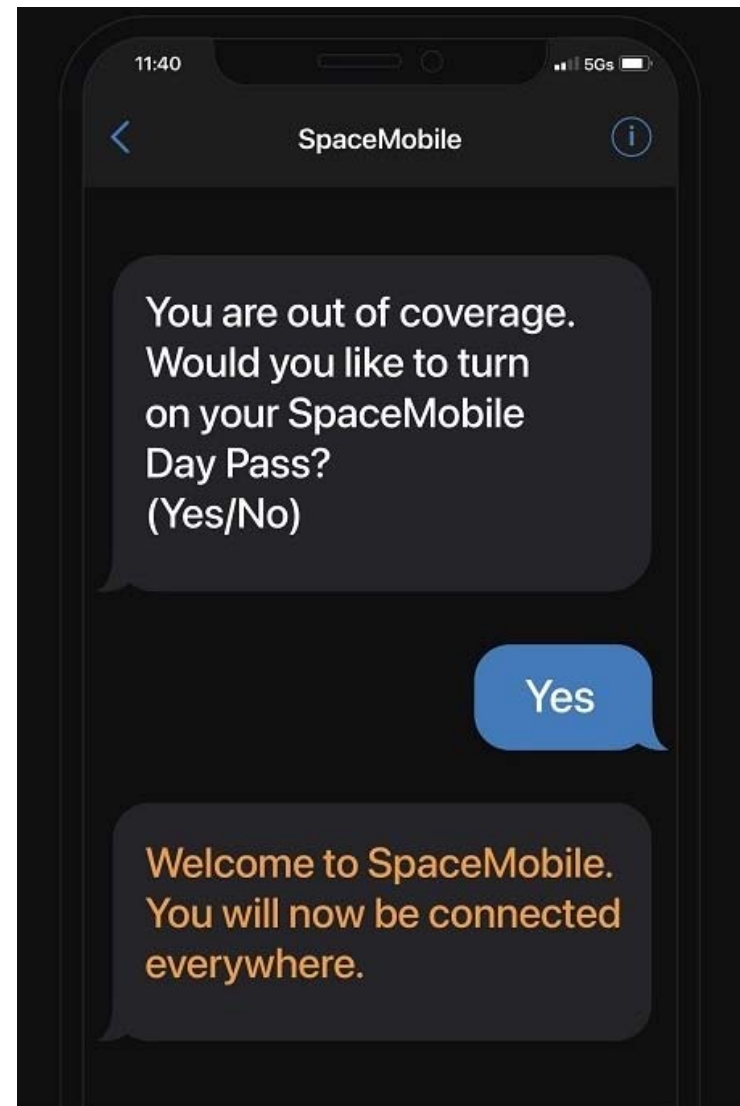 11:40
5Gs
SpaceMobile
i
You are out of coverage.
Would you like to turn
on your SpaceMobile
Day Pass?
(Yes/No)
Yes
Welcome to SpaceMobile.
You will now be connected
everywhere.